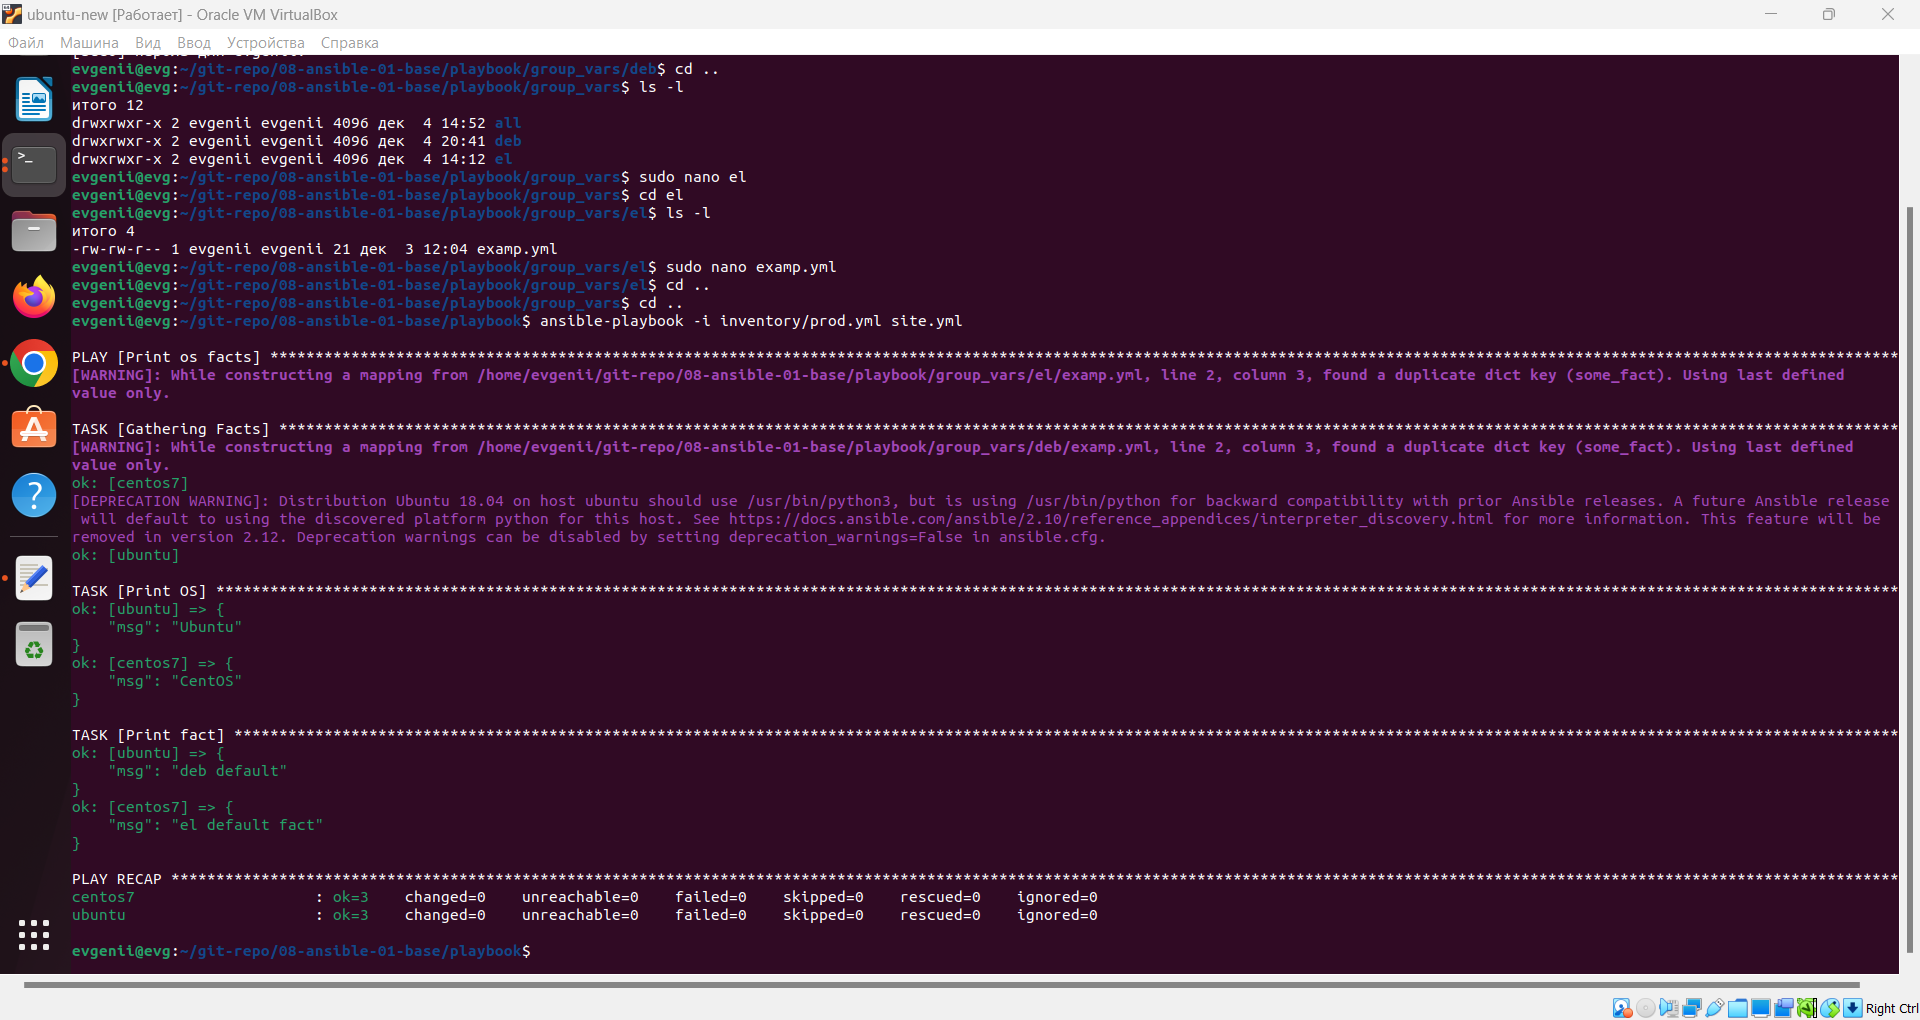 ubuntu-new [Работает] - Oracle VM VirtualBox
Файл Машина Вид Ввод Устройства Справка
evgenii@evg:~/git-repo/08-ansible-01-base/playbook/group_vars/deb$ cd ..
evgenii@evg:~/git-repo/08-ansible-01-base/playbook/group_vars$ ls -l
итого 12
drwxrwxr-x 2 evgenii evgenii 4096 дек  4 14:52 all
drwxrwxr-x 2 evgenii evgenii 4096 дек  4 20:41 deb
drwxrwxr-x 2 evgenii evgenii 4096 дек  4 14:12 el
evgenii@evg:~/git-repo/08-ansible-01-base/playbook/group_vars$ sudo nano el
evgenii@evg:~/git-repo/08-ansible-01-base/playbook/group_vars$ cd el
evgenii@evg:~/git-repo/08-ansible-01-base/playbook/group_vars/el$ ls -l
итого 4
-rw-rw-r-- 1 evgenii evgenii 21 дек  3 12:04 examp.yml
evgenii@evg:~/git-repo/08-ansible-01-base/playbook/group_vars/el$ sudo nano examp.yml
evgenii@evg:~/git-repo/08-ansible-01-base/playbook/group_vars/el$ cd ..
evgenii@evg:~/git-repo/08-ansible-01-base/playbook/group_vars$ cd ..
evgenii@evg:~/git-repo/08-ansible-01-base/playbook$ ansible-playbook -i inventory/prod.yml site.yml
PLAY [Print os facts] ****************************************************************************************************
[WARNING]: While constructing a mapping from /home/evgenii/git-repo/08-ansible-01-base/playbook/group_vars/el/examp.yml, line 2, column 3, found a duplicate dict key (some_fact). Using last defined
value only.
TASK [Gathering Facts] ****************************************************************************************************
[WARNING]: While constructing a mapping from /home/evgenii/git-repo/08-ansible-01-base/playbook/group_vars/deb/examp.yml, line 2, column 3, found a duplicate dict key (some_fact). Using last defined
value only.
ok: [centos7]
[DEPRECATION WARNING]: Distribution Ubuntu 18.04 on host ubuntu should use /usr/bin/python3, but is using /usr/bin/python for backward compatibility with prior Ansible releases. A future Ansible release
will default to using the discovered platform python for this host. See https://docs.ansible.com/ansible/2.10/reference_appendices/interpreter_discovery.html for more information. This feature will be
removed in version 2.12. Deprecation warnings can be disabled by setting deprecation_warnings=False in ansible.cfg.
ok: [ubuntu]
TASK [Print OS] ****************************************************************************************************
ok: [ubuntu] => {
    "msg": "Ubuntu"
}
ok: [centos7] => {
    "msg": "CentOS"
}
TASK [Print fact] ****************************************************************************************************
ok: [ubuntu] => {
    "msg": "deb default"
}
ok: [centos7] => {
    "msg": "el default fact"
}
PLAY RECAP ****************************************************************************************************
centos7                    : ok=3    changed=0    unreachable=0    failed=0    skipped=0    rescued=0    ignored=0
ubuntu                     : ok=3    changed=0    unreachable=0    failed=0    skipped=0    rescued=0    ignored=0
evgenii@evg:~/git-repo/08-ansible-01-base/playbook$
Right Ctrl